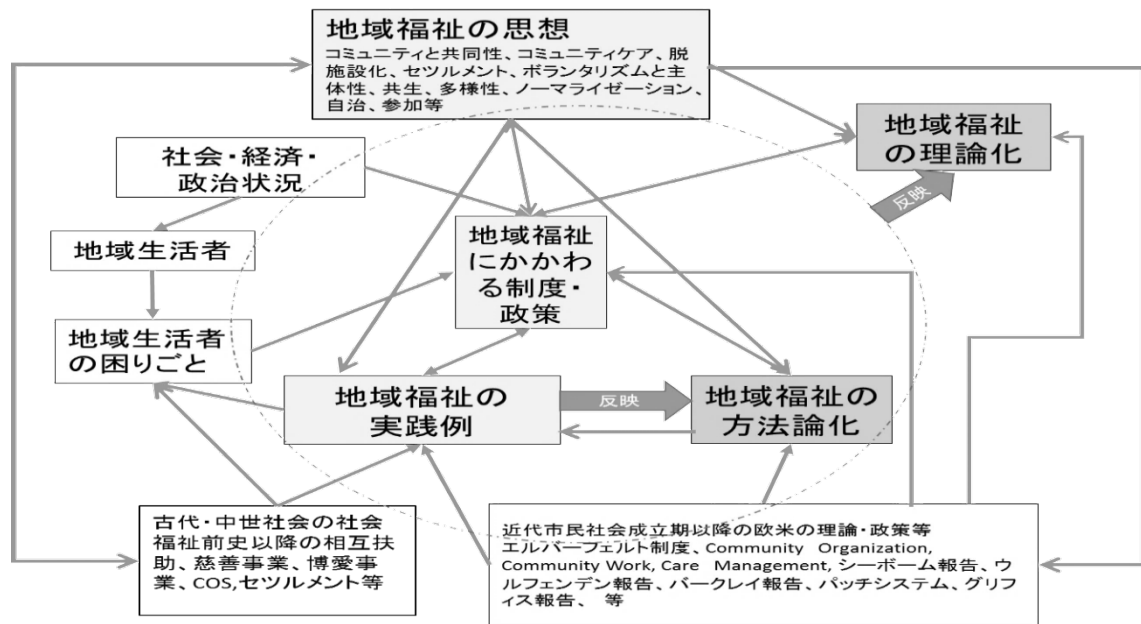 地域福祉の思想
コミュニティと共同性、コミュニティケア、脱
施設化、セツルメント、ボランタリズムと主
体性、共生、多様性、ノーマライゼーション、
自治、参加等
地域福祉
の理論化
反映
社会・経済・
政治状況
地域生活者
地域福祉
にかかわ
る制度・
政策
地域生活者
の困りごと
地域福祉の
実践例
反映
地域福祉の
方法論化
古代・中世社会の社会
福祉前史以降の相互扶
助、慈善事業、博愛事
業、COS,セツルメント等
近代市民社会成立期以降の欧米の理論・政策等
エルバーフェルト制度、Community Organization,
Community Work, Care Management, シーボーム報告、ウ
ルフェンデン報告、バークレイ報告、パッチシステム、グリフ
ィス報告、 等